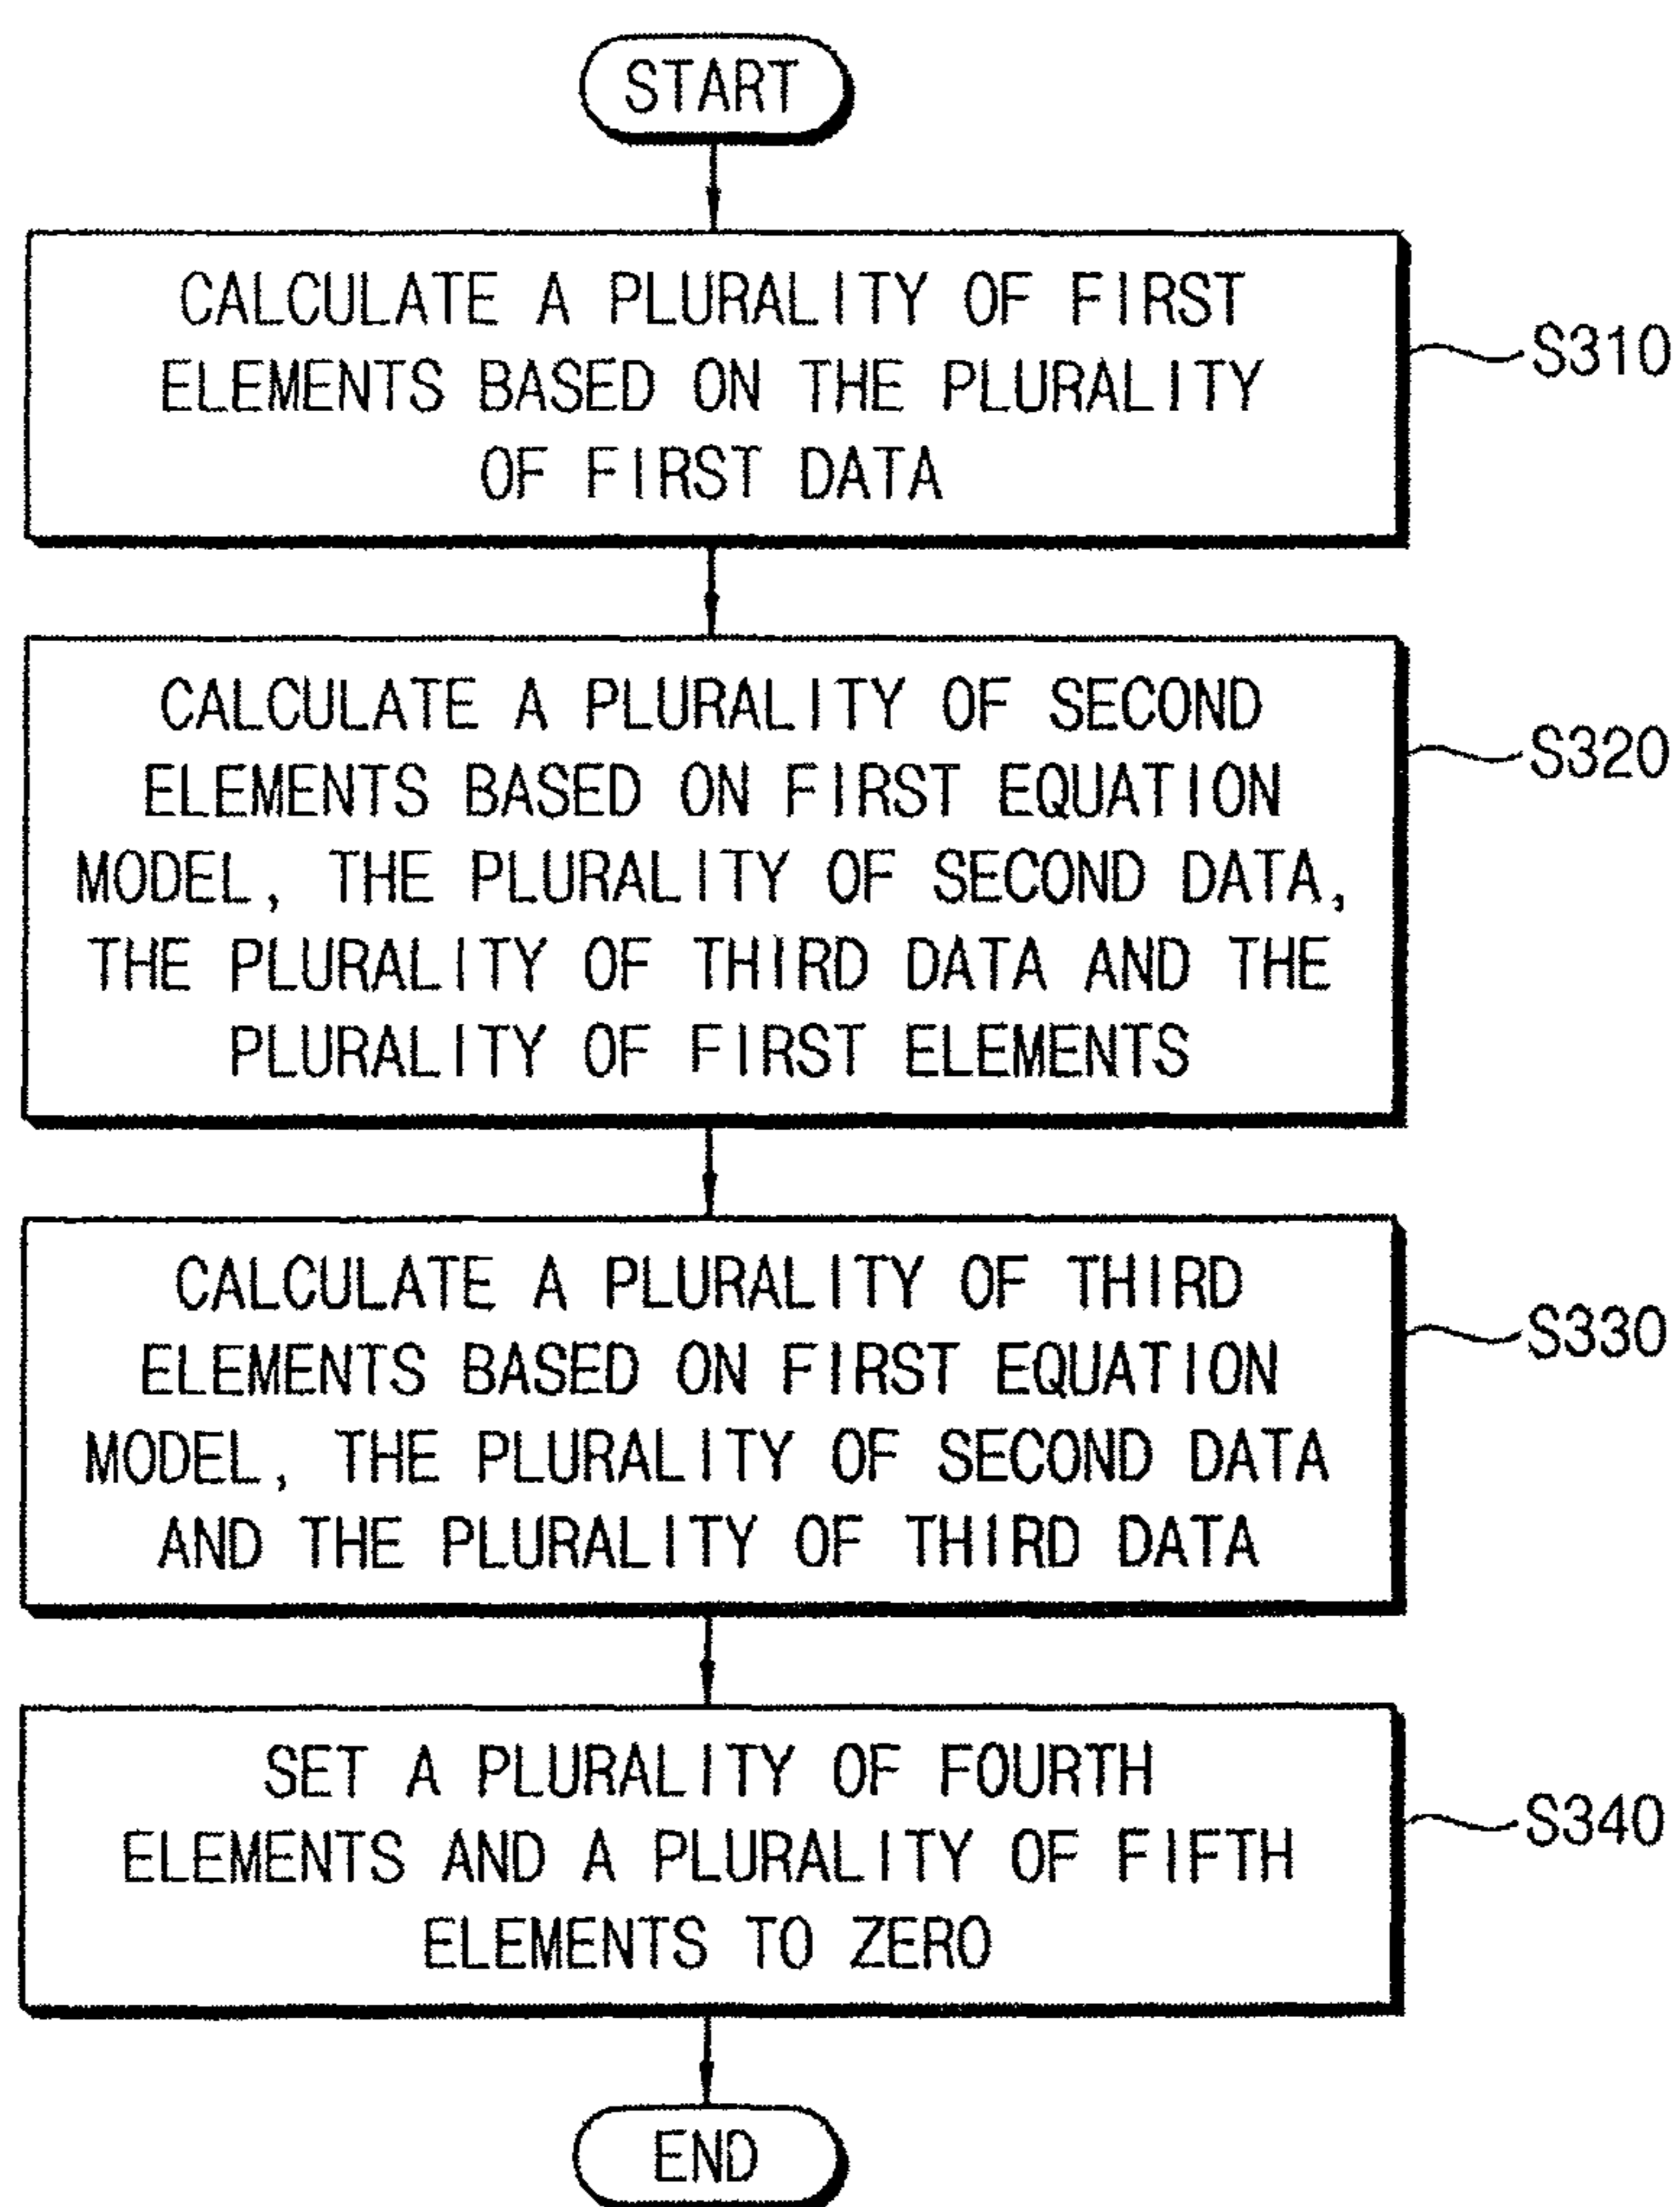 START
CALCULATE A PLURALITY OF FIRST
ELEMENTS BASED ON THE PLURALITY
OF FIRST DATA
S310
CALCULATE A PLURALITY OF SECOND
ELEMENTS BASED ON FIRST EQUATION
MODEL, THE PLURALITY OF SECOND DATA,
THE PLURALITY OF THIRD DATA AND THE
PLURALITY OF FIRST ELEMENTS
S320
CALCULATE A PLURALITY OF THIRD
ELEMENTS BASED ON FIRST EQUATION
MODEL, THE PLURALITY OF SECOND DATA
AND THE PLURALITY OF THIRD DATA
S330
SET A PLURALITY OF FOURTH
ELEMENTS AND A PLURALITY OF FIFTH
ELEMENTS TO ZERO
S340
END